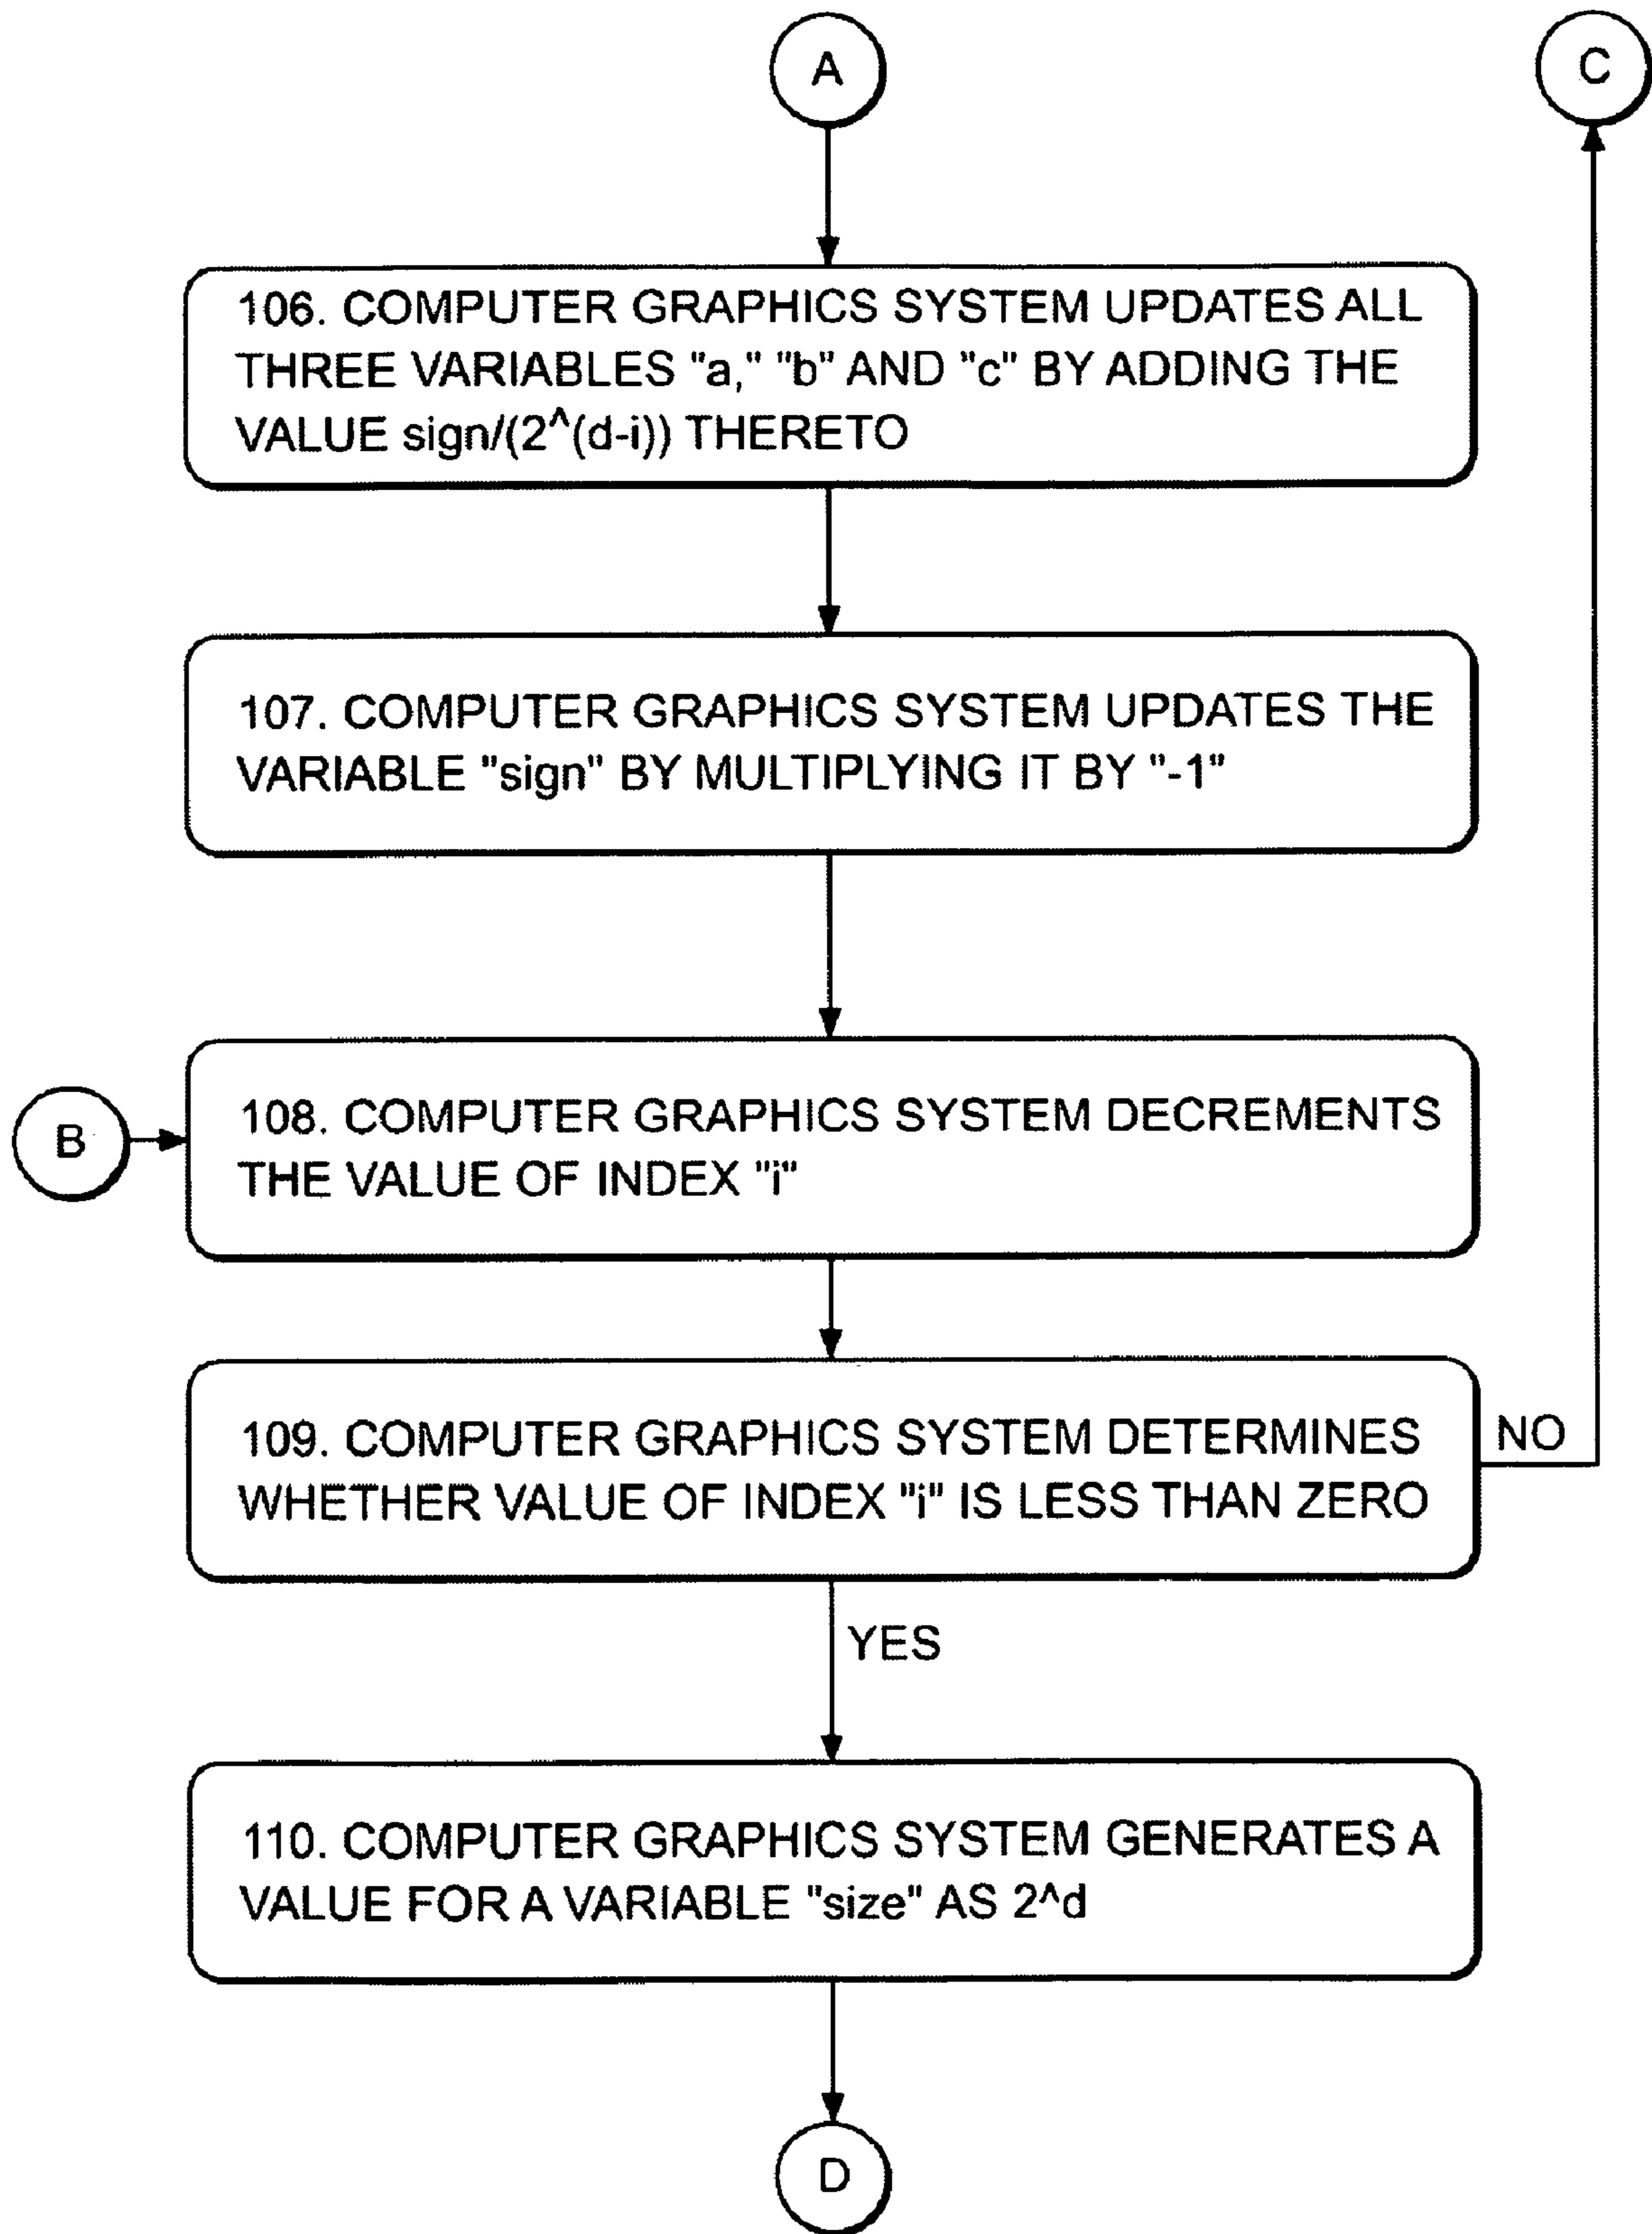 A
C
106. COMPUTER GRAPHICS SYSTEM UPDATES ALL
THREE VARIABLES "a," "b" AND "c" BY ADDING THE
VALUE sign/(2^(d-i)) THERETO
107. COMPUTER GRAPHICS SYSTEM UPDATES THE
VARIABLE "sign" BY MULTIPLYING IT BY "-1"
B
108. COMPUTER GRAPHICS SYSTEM DECREMENTS
THE VALUE OF INDEX "i"
109. COMPUTER GRAPHICS SYSTEM DETERMINES
WHETHER VALUE OF INDEX "i" IS LESS THAN ZERO
NO
YES
110. COMPUTER GRAPHICS SYSTEM GENERATES A
VALUE FOR A VARIABLE "size" AS 2^d
D